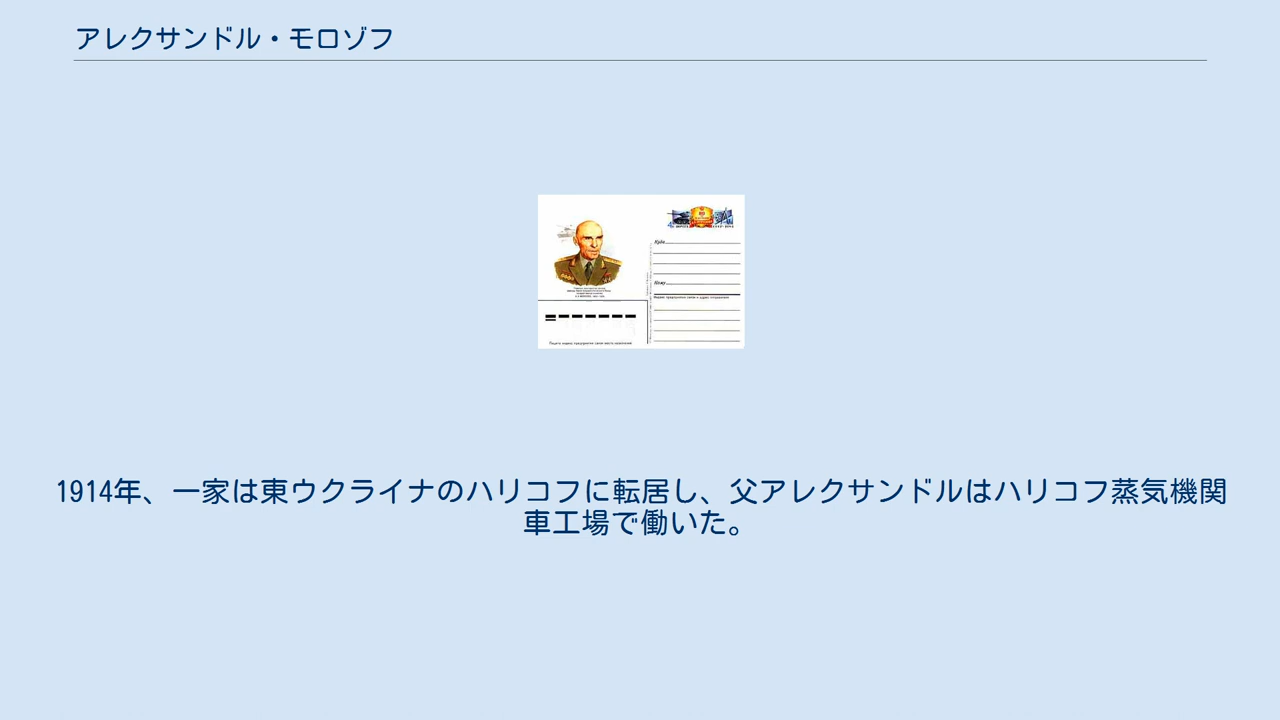 アレクサンドル・モロゾフ
Куда
Кому
1914年、一家は東ウクライナのハリコフに転居し、父アレクサンドルはハリコフ蒸気機関
車工場で働いた。